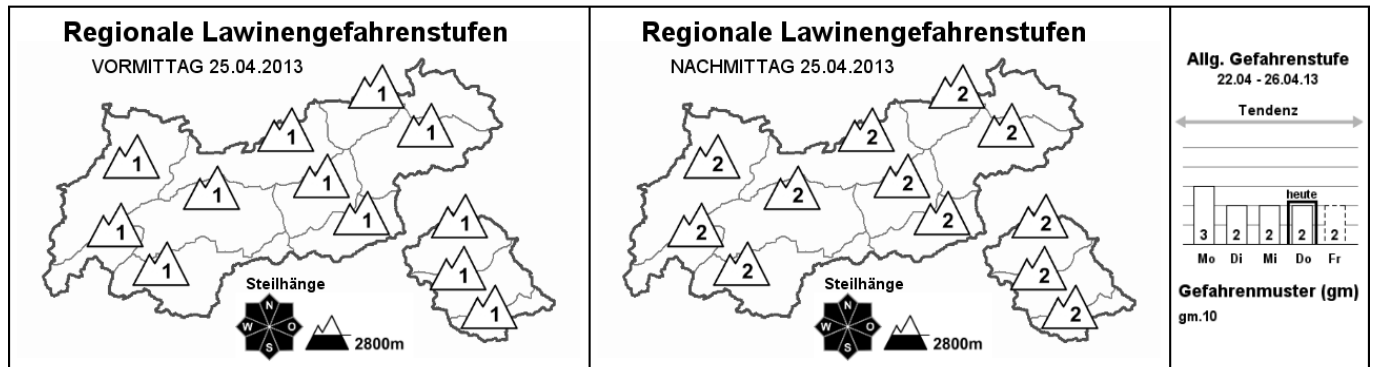 Regionale Lawinengefahrenstufen
VORMITTAG 25.04.2013
1
1
1
1
1
1
1
1
1
1
1
1
Steilhänge
N
W O
S
2800m
Regionale Lawinengefahrenstufen
NACHMITTAG 25.04.2013
2
2
2
2
2
2
2
2
2
2
2
2
Steilhänge
N
W O
S
2800m
Allg. Gefahrenstufe
22.04 - 26.04.13
Tendenz
heute
3 2 2 2 2
Mo Di Mi Do Fr
Gefahrenmuster (gm)
gm.10